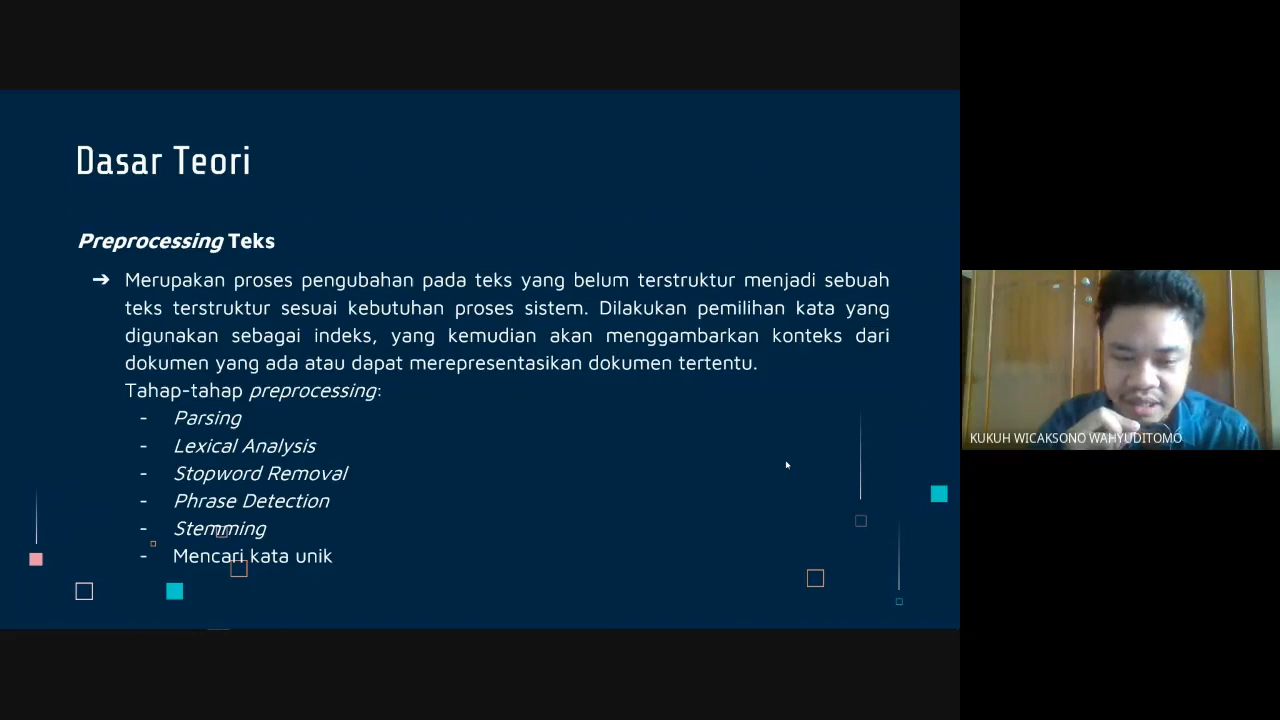 Dasar Teori
Preprocessing Teks
➔ Merupakan proses pengubahan pada teks yang belum terstruktur menjadi sebuah
teks terstruktur sesuai kebutuhan proses sistem. Dilakukan pemilihan kata yang
digunakan sebagai indeks, yang kemudian akan menggambarkan konteks dari
dokumen yang ada atau dapat merepresentasikan dokumen tertentu.
Tahap-tahap preprocessing:
- Parsing
- Lexical Analysis
- Stopword Removal
- Phrase Detection
- Stemming
- Mencari kata unik
KUKUH WICAKSONO WAHYUDITOMO